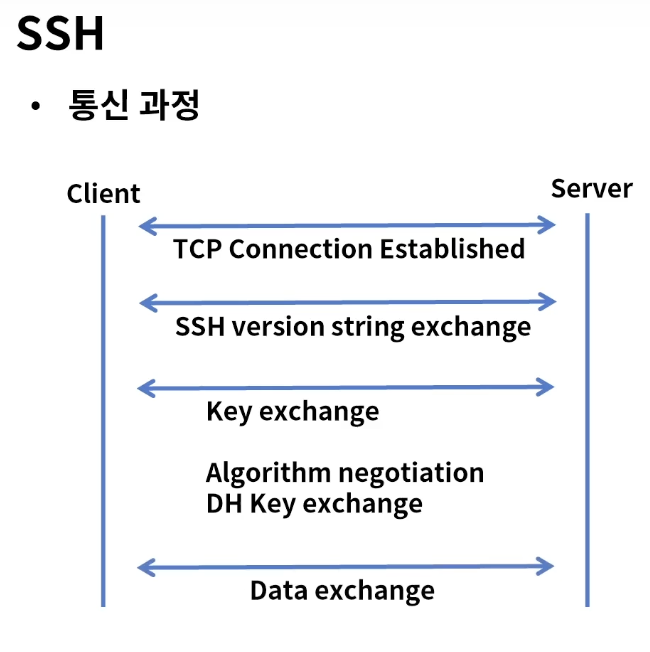 SSH
• 통신 과정
Client
Server
TCP Connection Established
SSH version string exchange
Key exchange
Algorithm negotiation
DH Key exchange
Data exchange